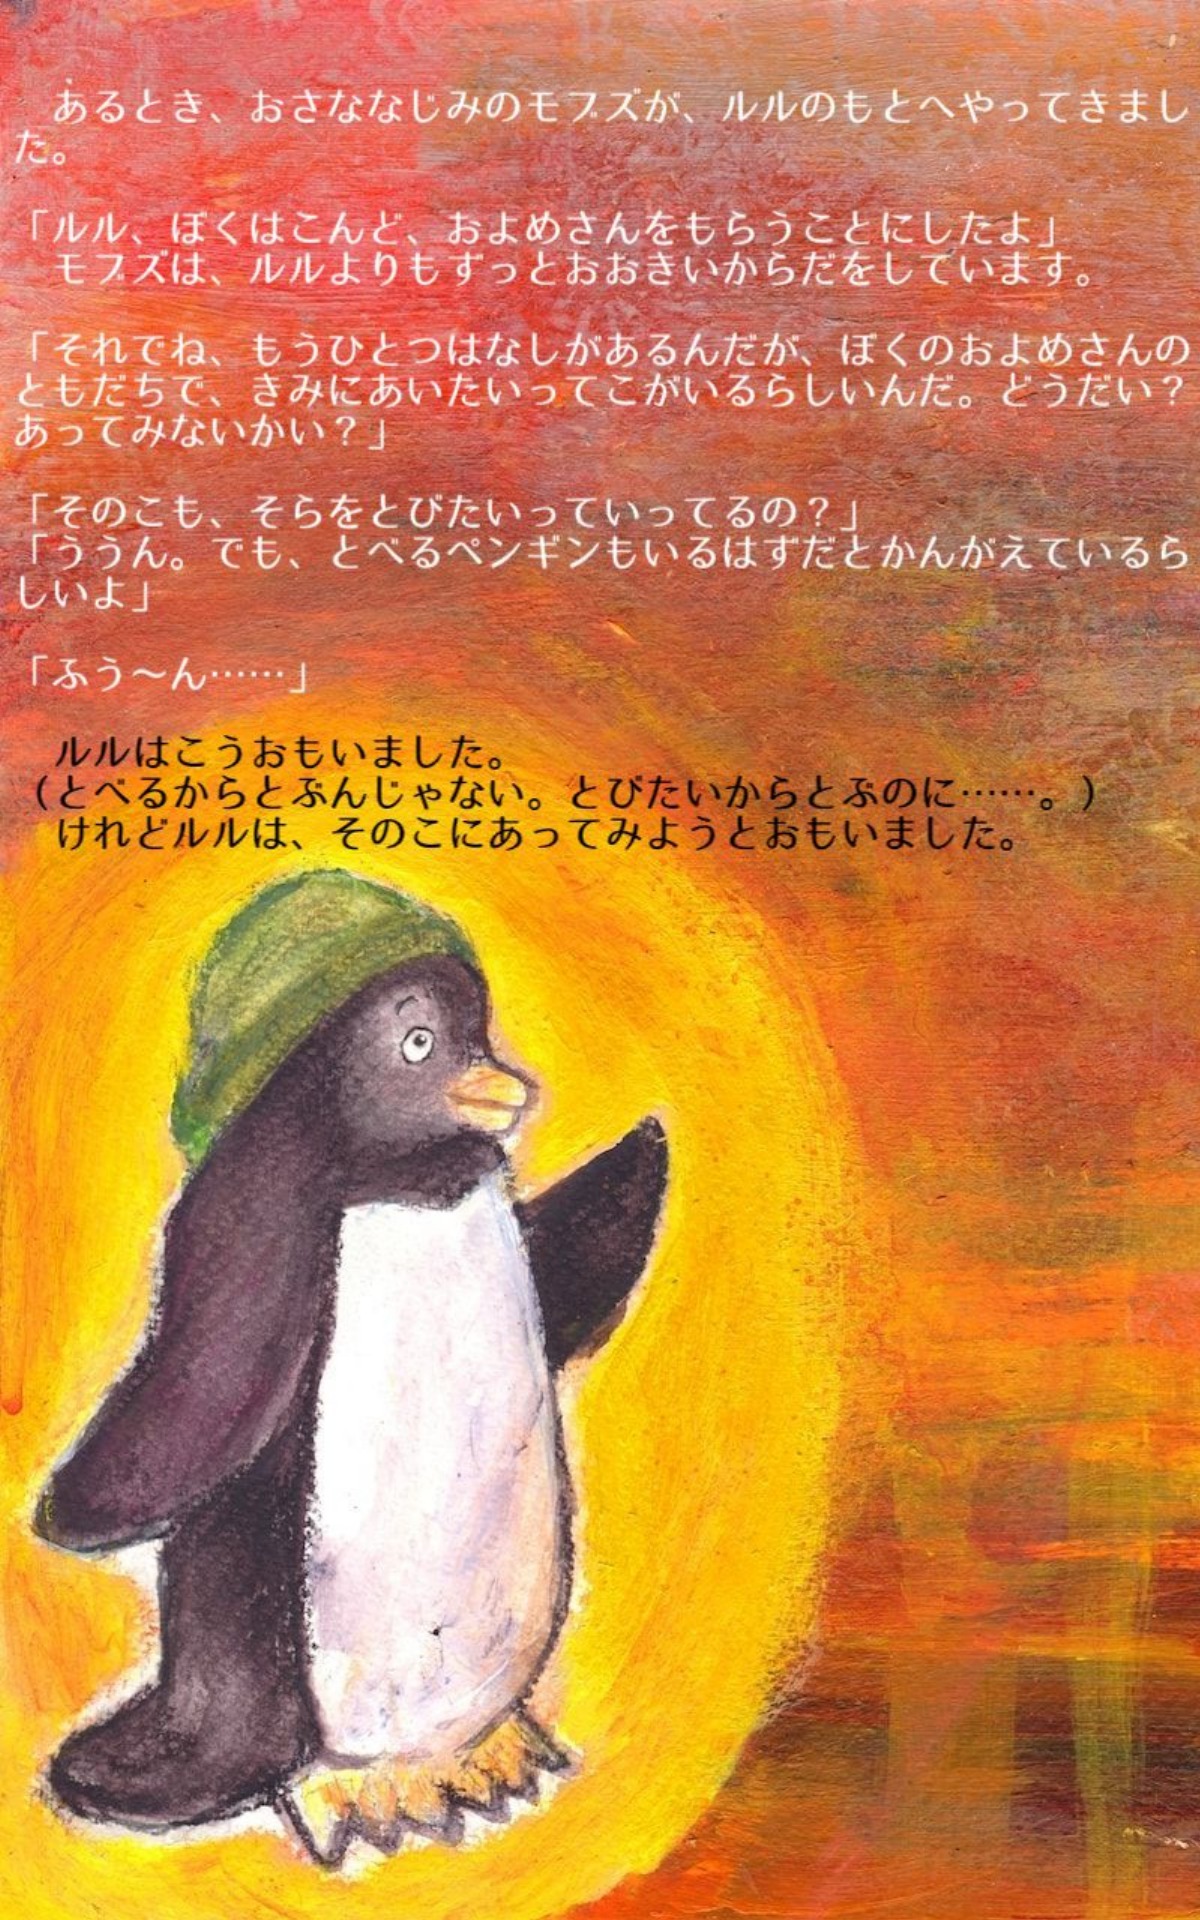 あるとき、おさななじみのモブズが、ルルのもとへやってきまし
た。
「ルル、ぼくはこんど、およめさんをもらうことにしたよ」
モブズは、ルルよりもずっとおおきいからだをしています。
「それでね、もうひとつはなしがあるんだが、ぼくのおよめさんの
ともだちで、きみにあいたいってこがいるらしいんだ。どうだい？
あってみないかい？」
「そのこも、そらをとびたいっていってるの？」
「ううん。でも、とべるペンギンもいるはずだとかんがえているら
しいよ」
「ふう〜ん……」
ルルはこうおもいました。
（とべるからとぶんじゃない。とびたいからとぶのに……。）
けれどルルは、そのこにあってみようとおもいました。